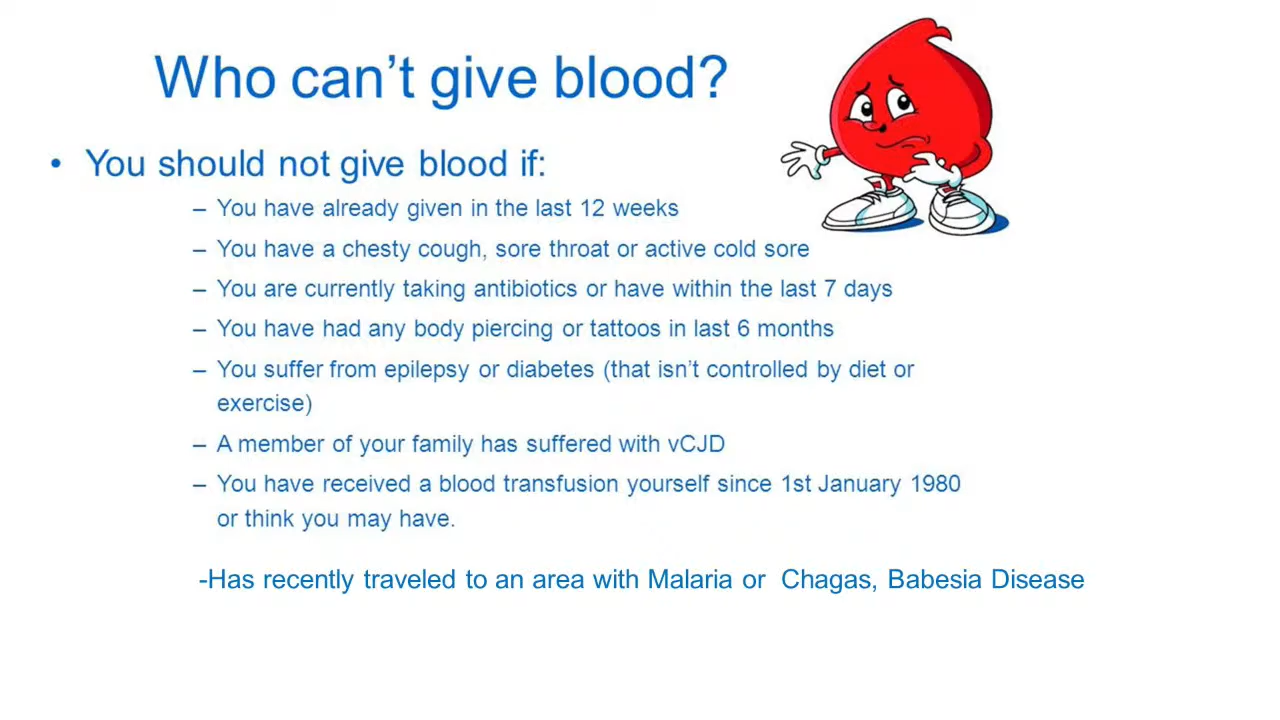 Who can’t give blood?
• You should not give blood if:
– You have already given in the last 12 weeks
– You have a chesty cough, sore throat or active cold sore
– You are currently taking antibiotics or have within the last 7 days
– You have had any body piercing or tattoos in last 6 months
– You suffer from epilepsy or diabetes (that isn’t controlled by diet or
exercise)
– A member of your family has suffered with vCJD
– You have received a blood transfusion yourself since 1st January 1980
or think you may have.
-Has recently traveled to an area with Malaria or  Chagas, Babesia Disease